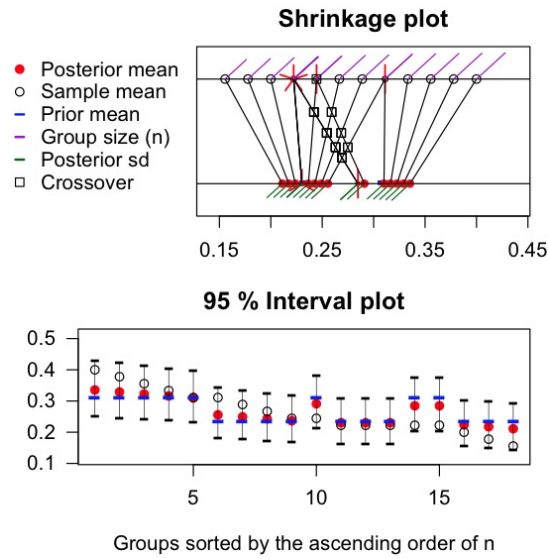 Shrinkage plot
Posterior mean
Sample mean
Prior mean
Group size (n)
Posterior sd
Crossover
0.15 0.25 0.35 0.45
95 % Interval plot
0.5
0.4
0.3
0.2
0.1
5 10 15
Groups sorted by the ascending order of n